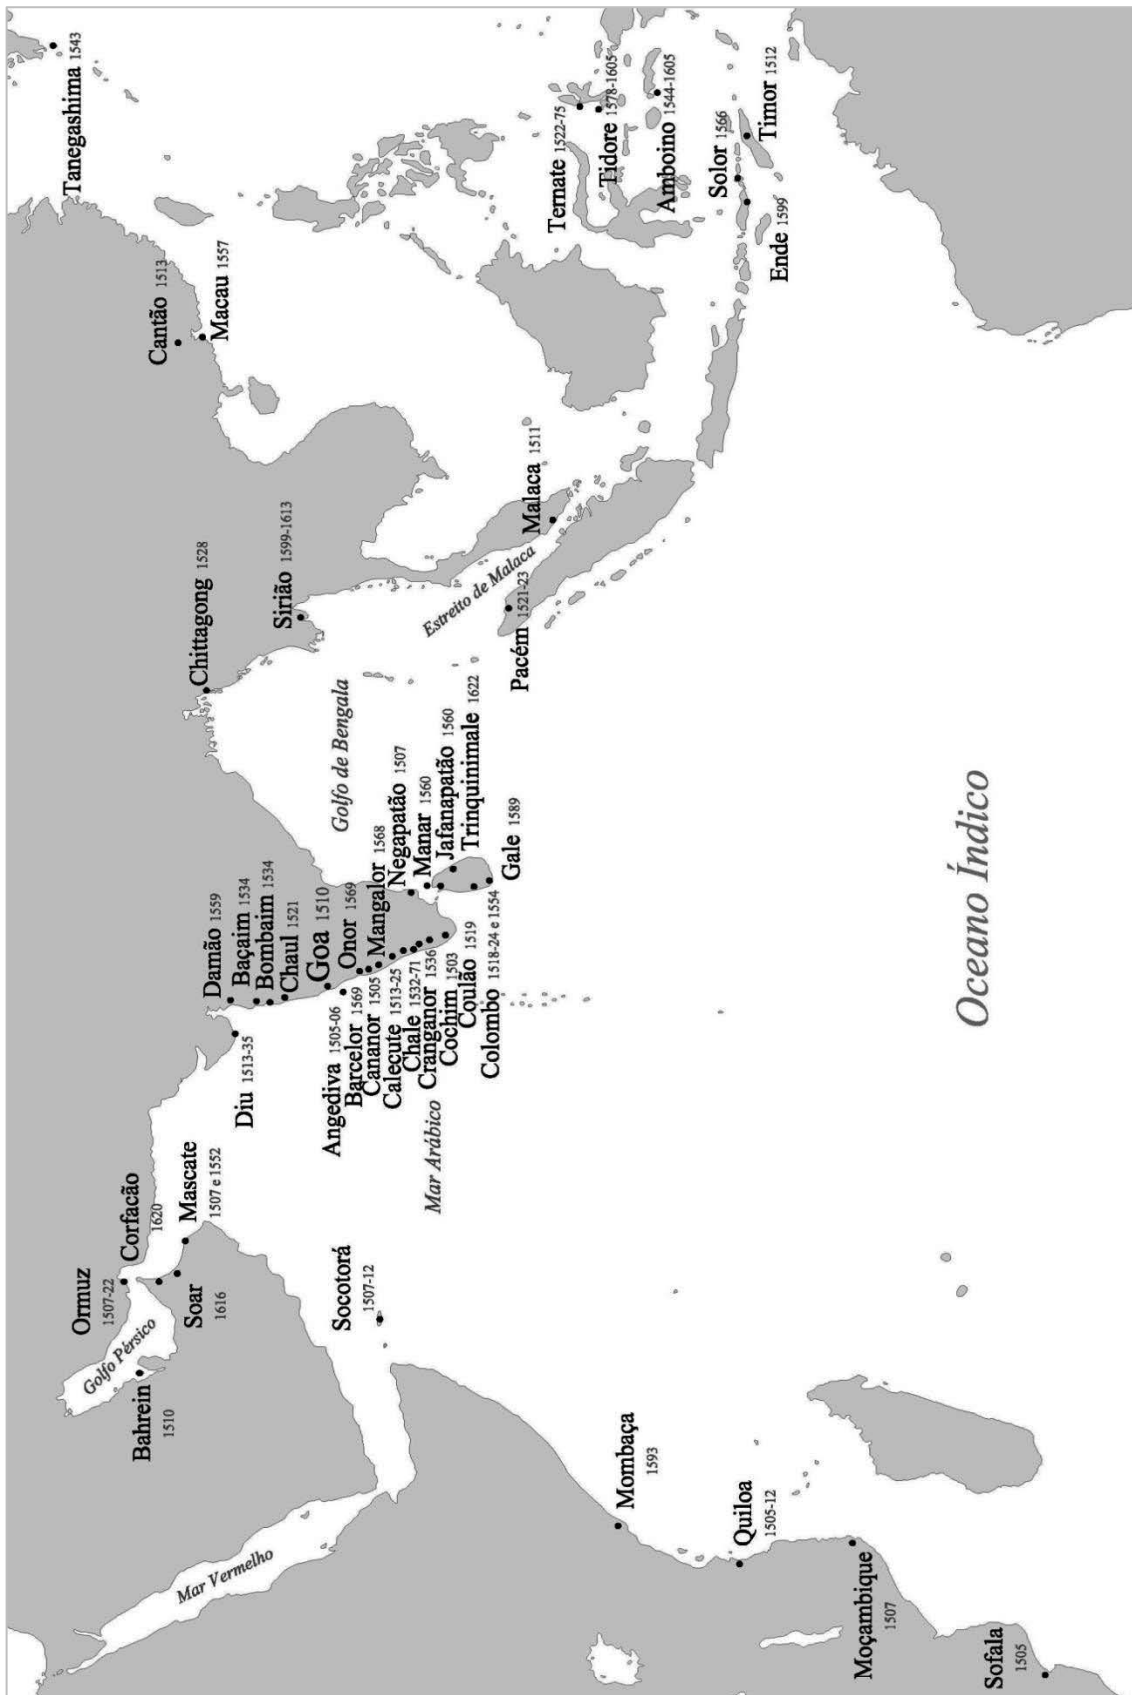 Tanegashima 1543
Cantão 1513
Macau 1557
Chittagong 1528
Sirião 1599-1613
Ternate 1522-75
Tidore 1578-1605
Amboino 1544-1605
Solor 1566
Timor 1512
Ende 1599
Malaca 1511
Estreito de Malaca
Pacém 1521-23
Golfo de Bengala
Damão 1559
Baçaim 1534
Bombaim 1534
Chaul 1521
Goa 1510
Onor 1569
Mangalor 1568
Negapatão 1507
Manar 1560
Jafanapatão 1560
Trinquinimale 1622
Gale 1589
Diu 1513-35
Angediva 1505-06
Barcelor 1569
Cananor 1505
Calecute 1513-25
Chale 1532-71
Cranganor 1536
Cochim 1503
Coulão 1519
Colombo 1518-24 e 1554
Mar Arábico
Ormuz
1507-22
Corfacão
1620
Mascate
1507 e 1552
Soar
1616
Golfo Pérsico
Bahrein
1510
Socotorá
1507-12
Mar Vermelho
Mombaça
1593
Quiloa
1505-12
Moçambique
1507
Sofala
1505
Oceano Índico